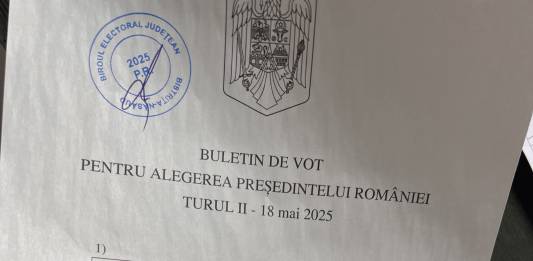 BIROUL ELECTORAL JUDEȚEAN
BISTRIȚA-NĂSĂUD
2025
P.R.
BULETIN DE VOT
PENTRU ALEGEREA PREȘEDINTELUI ROMÂNIEI
TURUL II - 18 mai 2025
1)